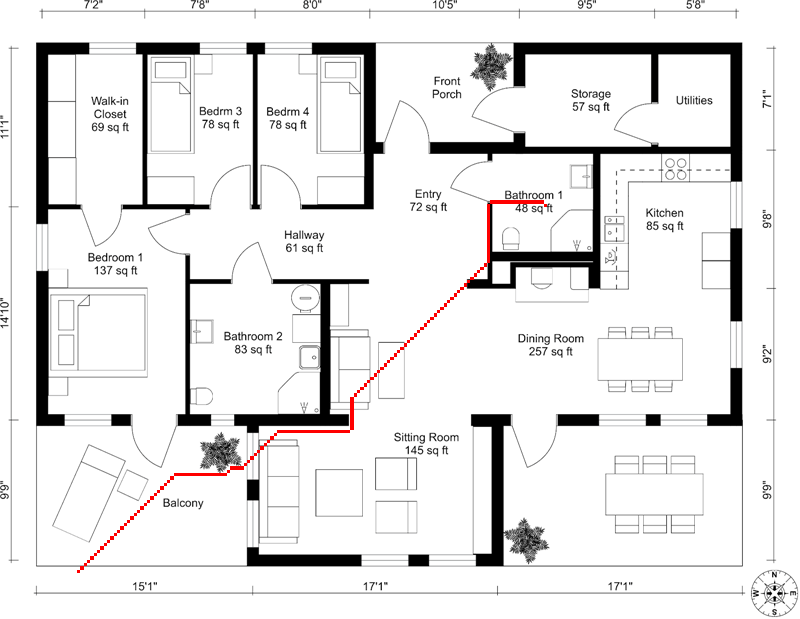 7'2" 7'8" 8'0" 10'5" 9'5" 5'8"
11'1"
14'10"
9'9"
7'1"
9'8"
9'2"
9'9"
Walk-in
Closet
69 sq ft
Bedrm 3
78 sq ft
Bedrm 4
78 sq ft
Front
Porch
Storage
57 sq ft
Utilities
Entry
72 sq ft
Bathroom 1
48 sq ft
Kitchen
85 sq ft
Hallway
61 sq ft
Bedroom 1
137 sq ft
Bathroom 2
83 sq ft
Dining Room
257 sq ft
Sitting Room
145 sq ft
Balcony
15'1" 17'1" 17'1"
N
W E
S